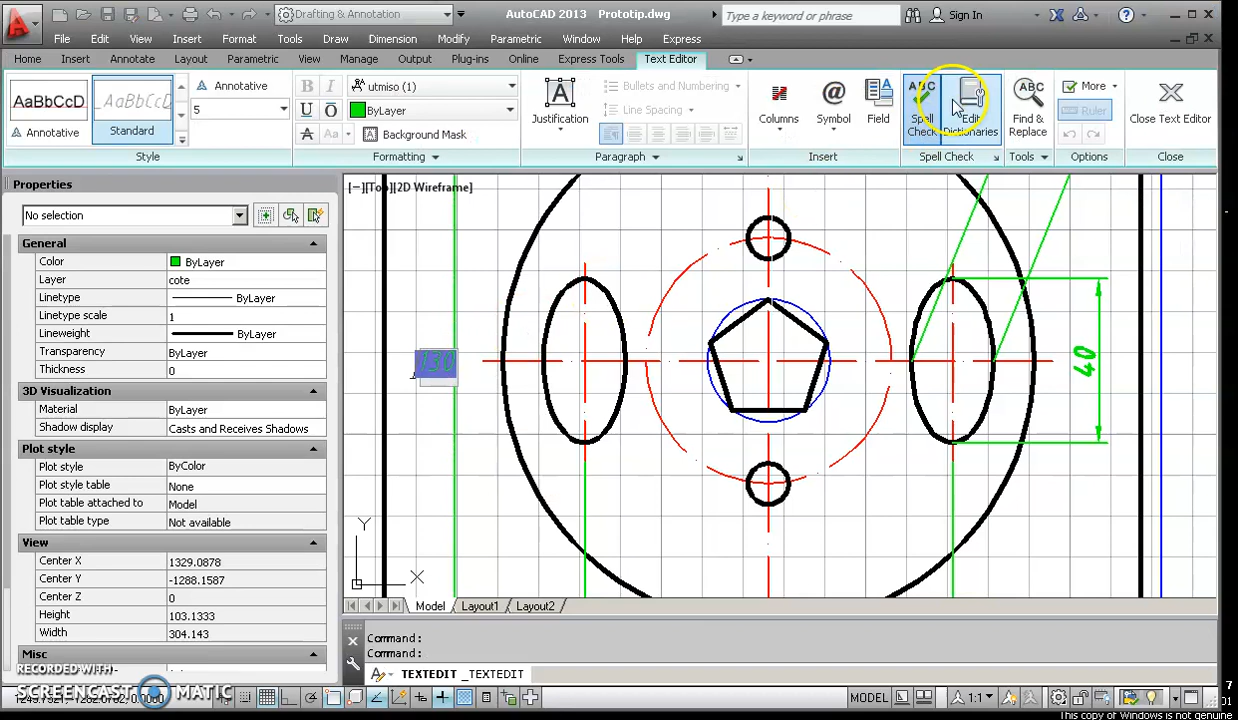 AutoCAD 2013 Prototip.dwg
Drafting & Annotation
Type a keyword or phrase
Sign In
File Edit View Insert Format Tools Draw Dimension Modify Parametric Window Help Express
Home Insert Annotate Layout Parametric View Manage Output Plug-ins Online Express Tools Text Editor
AaBbCcD
Annotative
AaBbCcD
Standard
Annotative
5
Style
B I
U O
A Aa
utmiso (1)
ByLayer
Background Mask
Formatting
A
Justification
Bullets and Numbering
Line Spacing
Paragraph
Columns
@
Symbol
Field
Insert
ABC
Spell
Check
Edit
Dictionaries
Spell Check
ABC
Find &
Replace
Tools
More
Ruler
Options
Close Text Editor
Close
Properties
No selection
General
Color ByLayer
Layer cote
Linetype ByLayer
Linetype scale 1
Lineweight ByLayer
Transparency ByLayer
Thickness 0
3D Visualization
Material ByLayer
Shadow display Casts and Receives Shadows
Plot style
Plot style ByColor
Plot style table None
Plot table attached to Model
Plot table type Not available
View
Center X 1329.0878
Center Y -1288.1587
Center Z 0
Height 103.1333
Width 304.143
Misc
[−][Top][2D Wireframe]
130
40
Y
X
Model Layout1 Layout2
Command:
Command:
TEXTEDIT _TEXTEDIT
RECORDED WITH
SCREENCAST MATIC
MODEL
1:1
7
01
This copy of Windows is not genuine